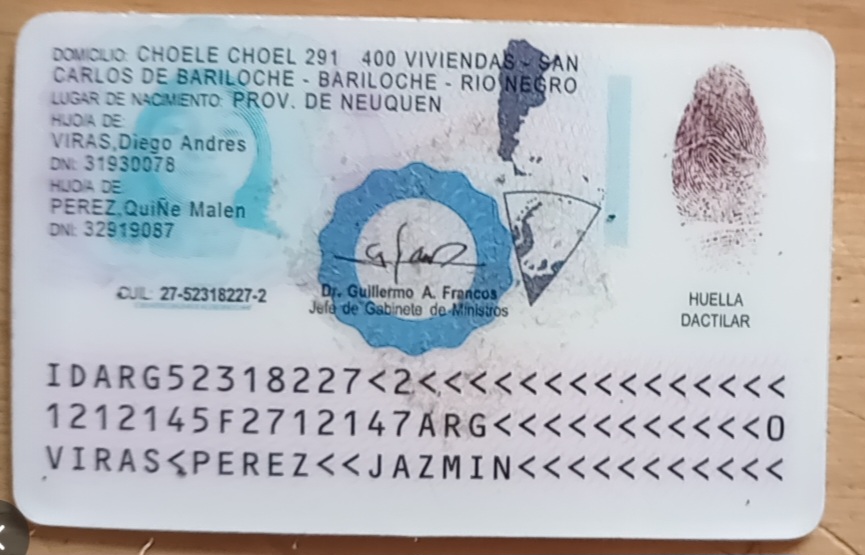 DOMICILIO: CHOELE CHOEL 291 400 VIVIENDAS - SAN
CARLOS DE BARILOCHE - BARILOCHE - RIO NEGRO
LUGAR DE NACIMIENTO: PROV. DE NEUQUEN
HIJO/A DE:
VIRAS,Diego Andres
DNI: 31930078
HIJO/A DE:
PEREZ,QuiÑe Malen
DNI: 32919087
CUIL: 27-52318227-2
Dr. Guillermo A. Francos
Jefe de Gabinete de Ministros
HUELLA
DACTILAR
IDARG52318227<2<<<<<<<<<<<<<<<
1212145F2712147ARG<<<<<<<<<<<0
VIRAS<PEREZ<<JAZMIN<<<<<<<<<<<